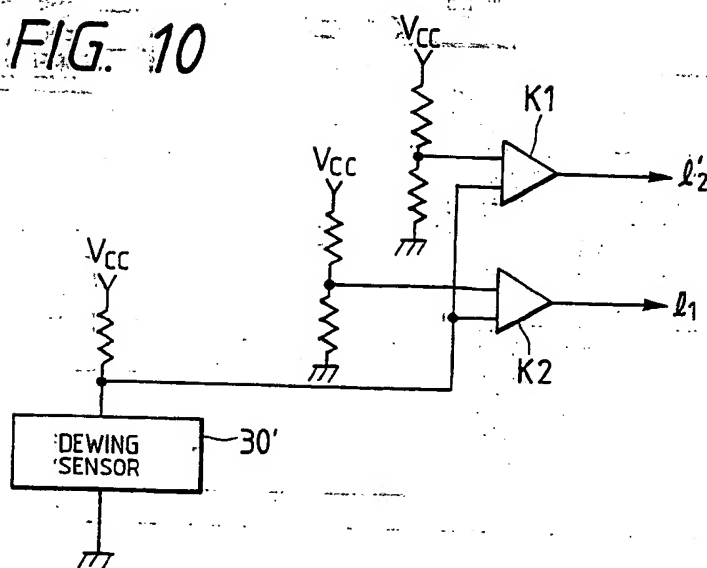 FIG. 10
VCC
K1
ℓ'2
VCC
ℓ1
K2
VCC
DEWING
SENSOR
30'